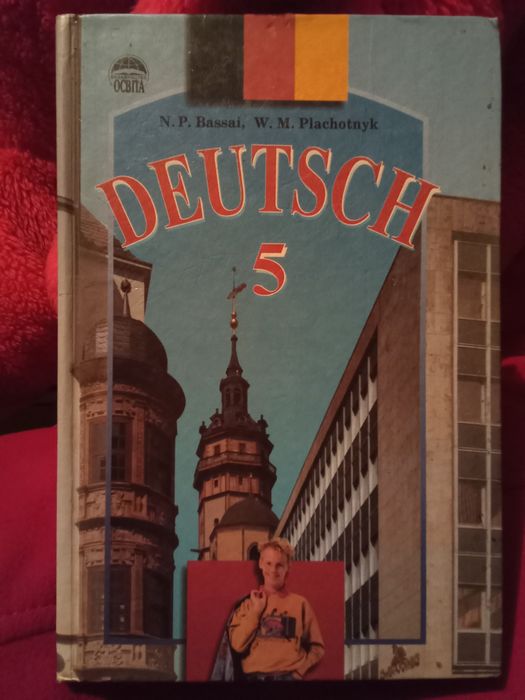 ОСВІТА
N. P. Bassai, W. M. Plachotnyk
DEUTSCH
5